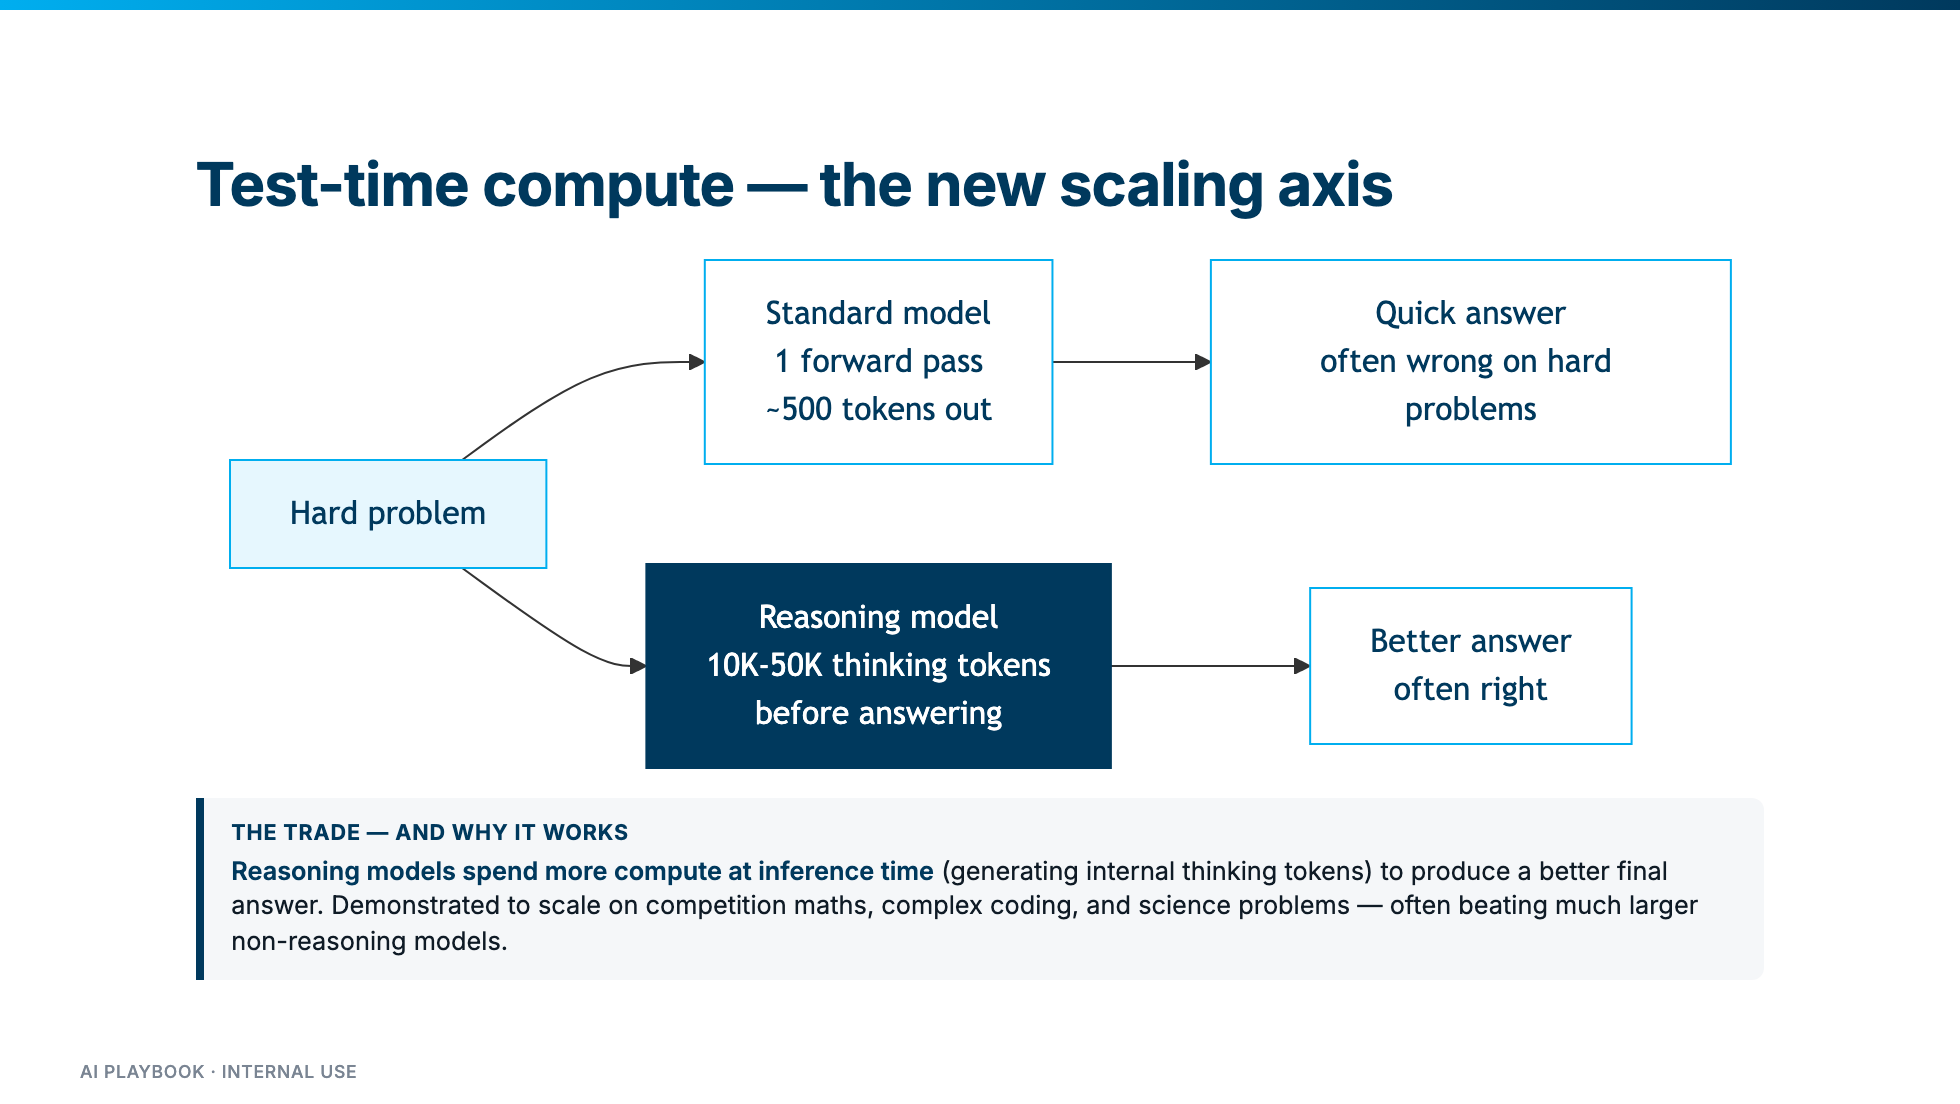 Test-time compute — the new scaling axis
Hard problem
Standard model
1 forward pass
~500 tokens out
Quick answer
often wrong on hard
problems
Reasoning model
10K-50K thinking tokens
before answering
Better answer
often right
THE TRADE — AND WHY IT WORKS
Reasoning models spend more compute at inference time (generating internal thinking tokens) to produce a better final
answer. Demonstrated to scale on competition maths, complex coding, and science problems — often beating much larger
non-reasoning models.
AI PLAYBOOK · INTERNAL USE